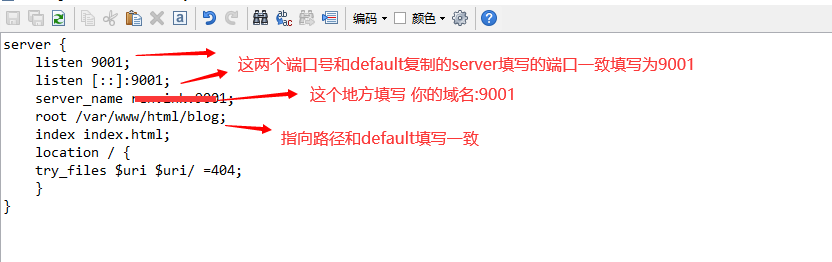 编码 颜色
server {
listen 9001;
这两个端口号和default复制的server填写的端口一致填写为9001
listen [::]:9001;
server_name
这个地方填写 你的域名:9001
root /var/www/html/blog;
index index.html;
指向路径和default填写一致
location / {
try_files $uri $uri/ =404;
}
}